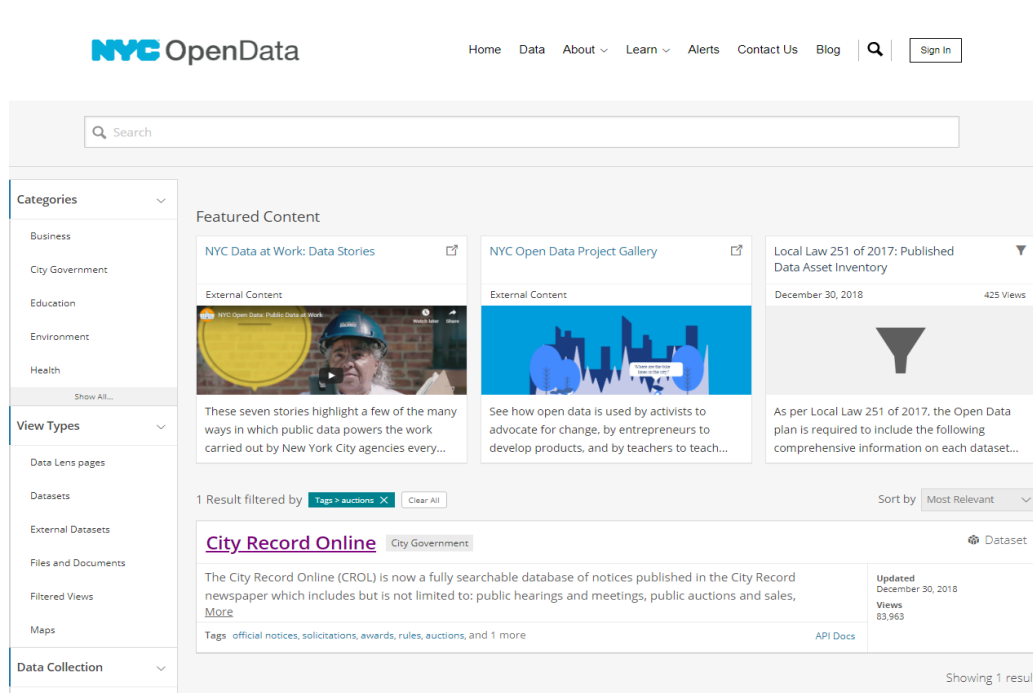 NYC OpenData
Home Data About Learn Alerts Contact Us Blog Sign In
Search
Categories
Business
City Government
Education
Environment
Health
Show All...
View Types
Data Lens pages
Datasets
External Datasets
Files and Documents
Filtered Views
Maps
Data Collection
Featured Content
NYC Data at Work: Data Stories
External Content
NYC Open Data: Public Data at Work
Watch later Share
These seven stories highlight a few of the many
ways in which public data powers the work
carried out by New York City agencies every...
NYC Open Data Project Gallery
External Content
See how open data is used by activists to
advocate for change, by entrepreneurs to
develop products, and by teachers to teach...
Local Law 251 of 2017: Published
Data Asset Inventory
December 30, 2018 425 Views
As per Local Law 251 of 2017, the Open Data
plan is required to include the following
comprehensive information on each dataset...
1 Result filtered by Tags > auctions X Clear All
Sort by Most Relevant
City Record Online City Government
Dataset
The City Record Online (CROL) is now a fully searchable database of notices published in the City Record
newspaper which includes but is not limited to: public hearings and meetings, public auctions and sales,
More
Tags official notices, solicitations, awards, rules, auctions, and 1 more
API Docs
Updated
December 30, 2018
Views
83,963
Showing 1 resul